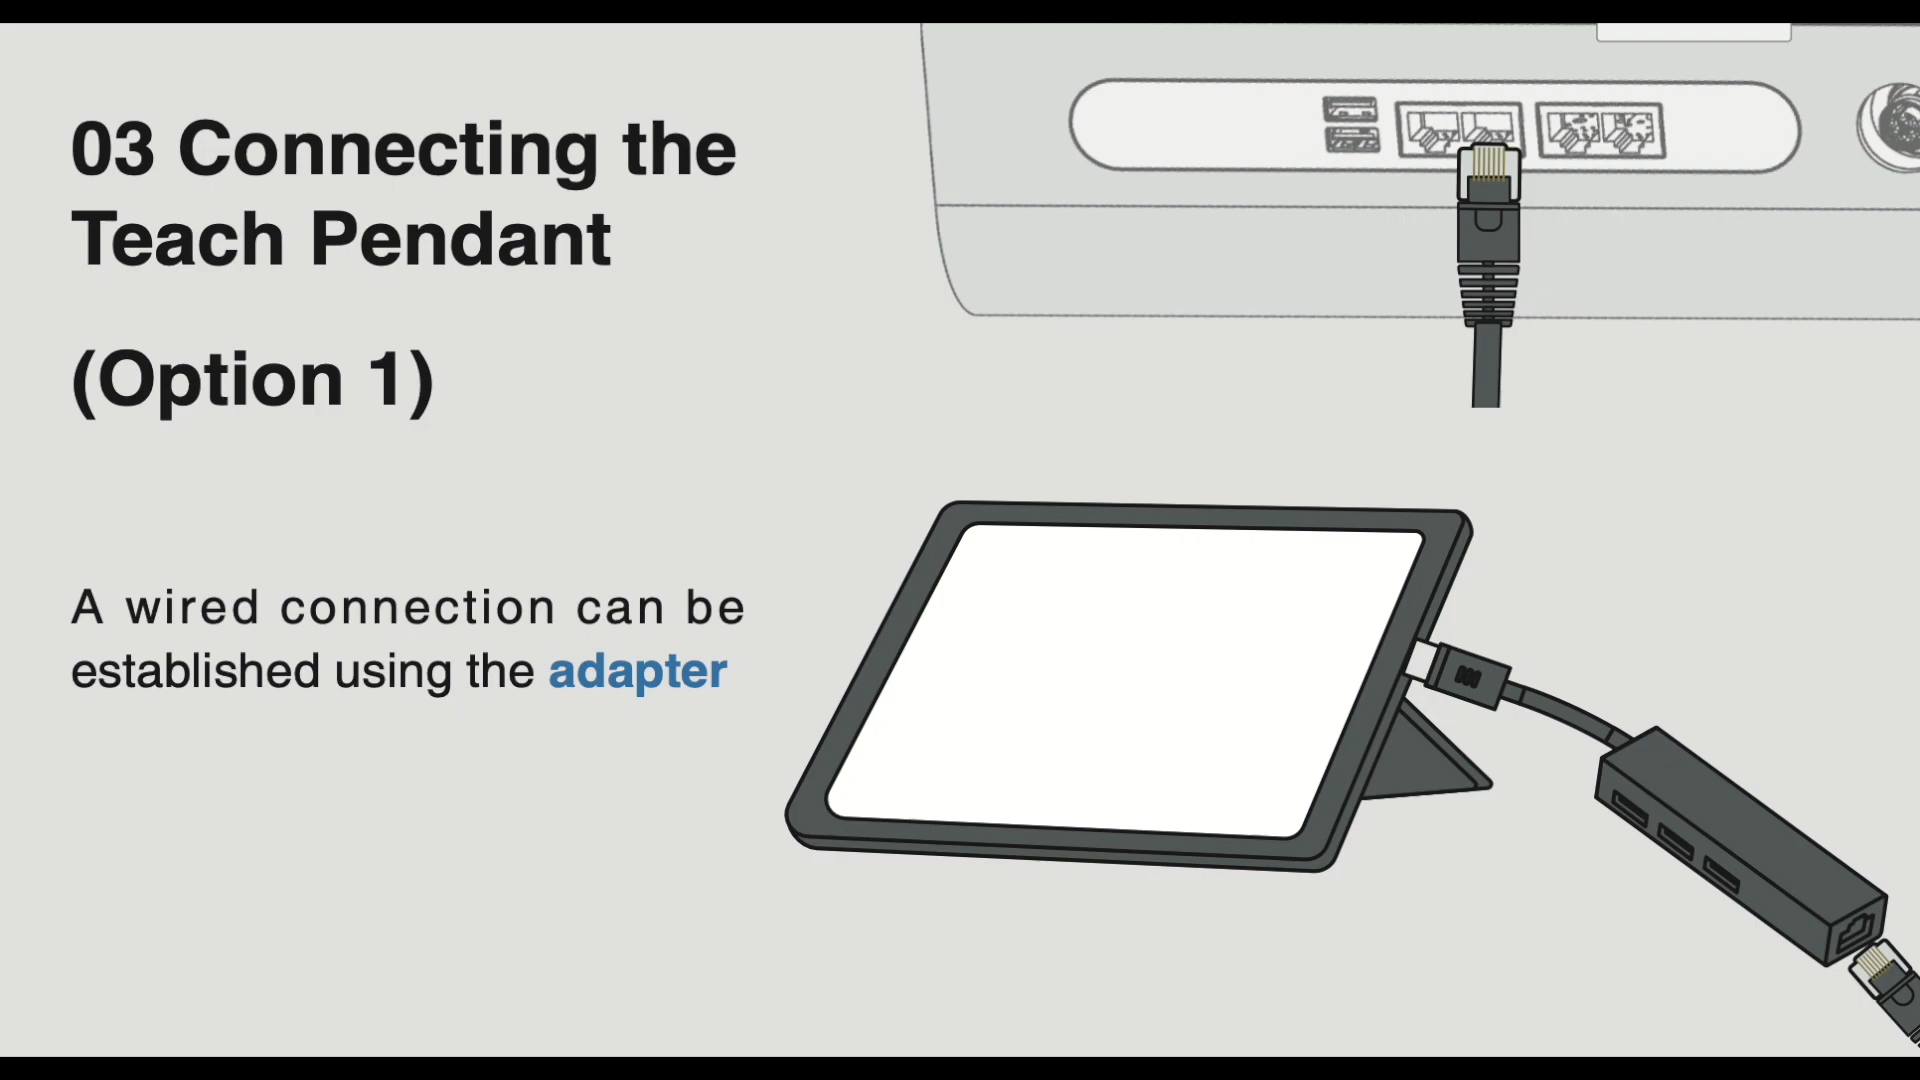 03 Connecting the
Teach Pendant
(Option 1)
A wired connection can be
established using the adapter